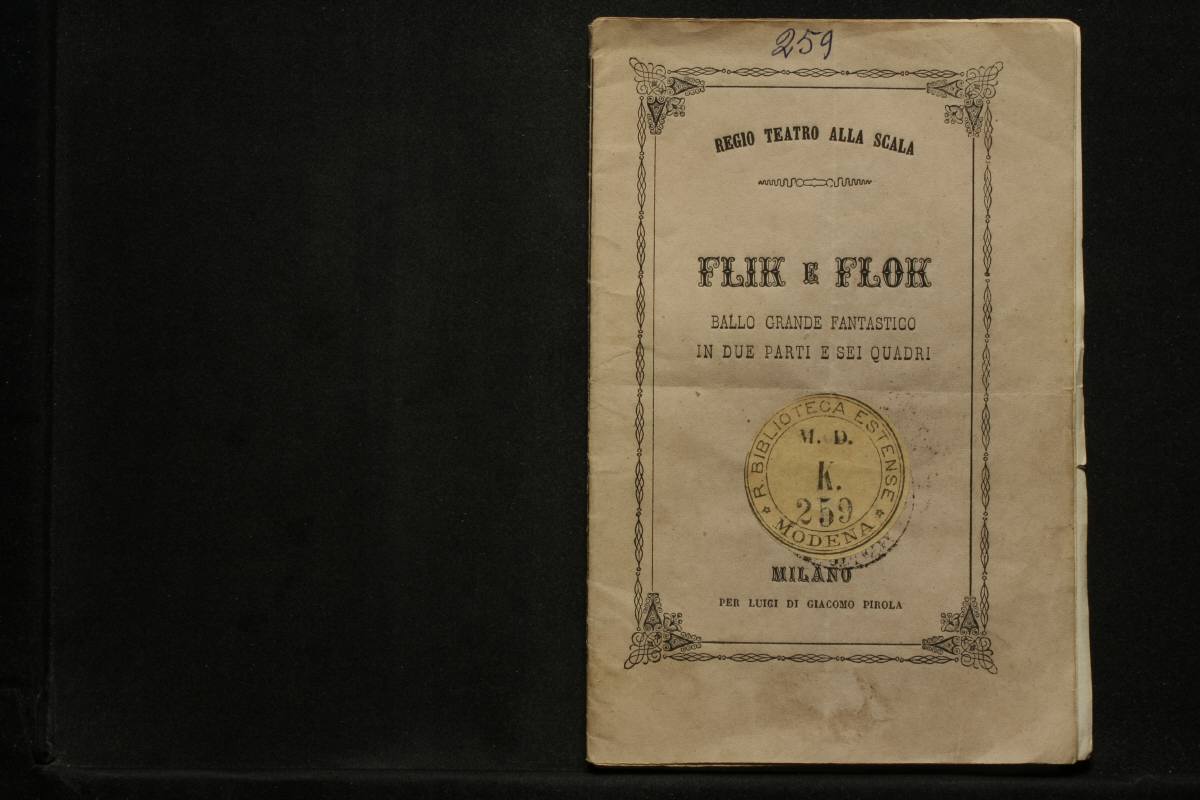 259
REGIO TEATRO ALLA SCALA
FLIK E FLOK
BALLO GRANDE FANTASTICO
IN DUE PARTI E SEI QUADRI
R. BIBLIOTECA ESTENSE
M. D.
K.
259
* MODENA *
MILANO
PER LUIGI DI GIACOMO PIROLA